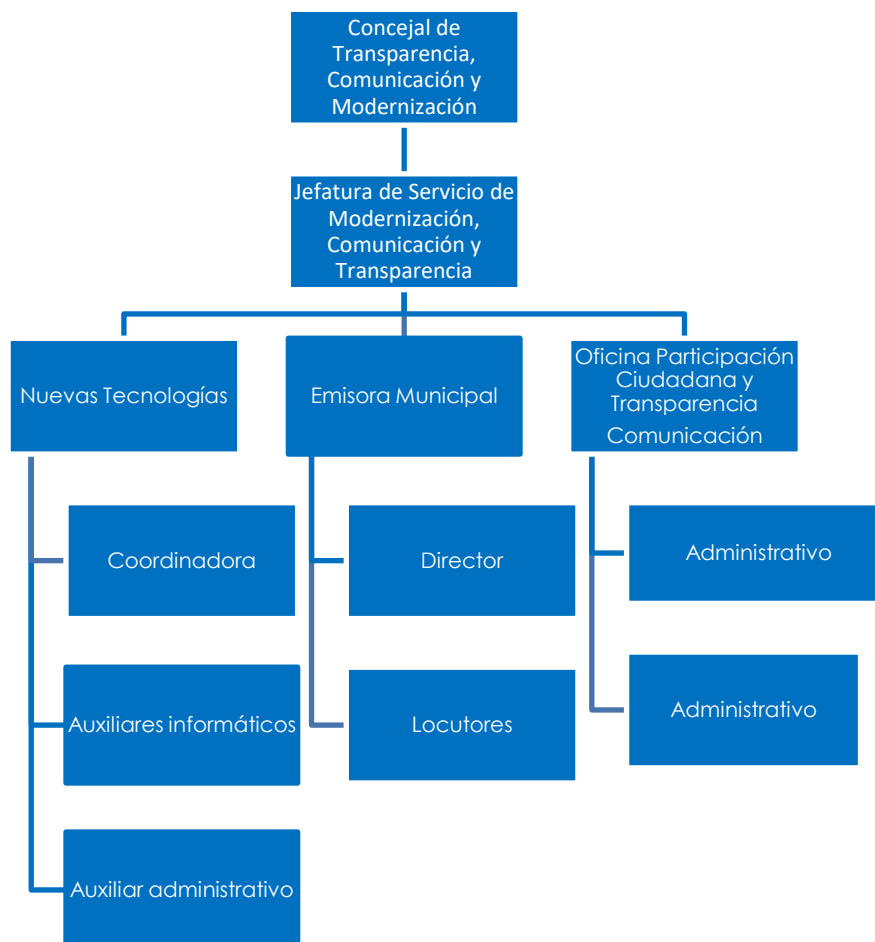 Concejal de
Transparencia,
Comunicación y
Modernización
Jefatura de Servicio de
Modernización,
Comunicación y
Transparencia
Nuevas Tecnologías
Emisora Municipal
Oficina Participación
Ciudadana y
Transparencia
Comunicación
Coordinadora
Director
Administrativo
Auxiliares informáticos
Locutores
Administrativo
Auxiliar administrativo